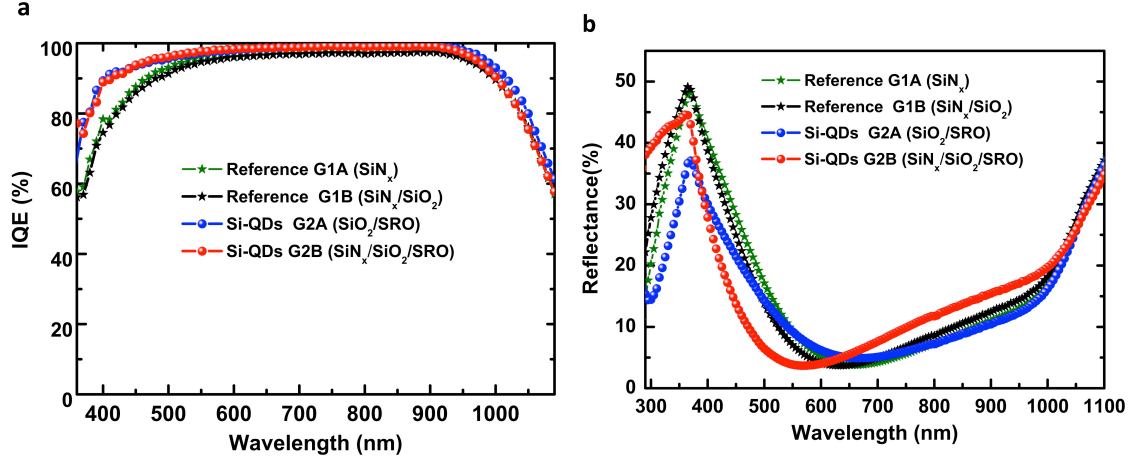 a
100
80
60
40
20
0
IQE (%)
Reference G1A (SiNx)
Reference G1B (SiNx/SiO2)
Si-QDs G2A (SiO2/SRO)
Si-QDs G2B (SiNx/SiO2/SRO)
400 500 600 700 800 900 1000
Wavelength (nm)
b
50
40
30
20
10
0
Reflectance(%)
Reference G1A (SiNx)
Reference G1B (SiNx/SiO2)
Si-QDs G2A (SiO2/SRO)
Si-QDs G2B (SiNx/SiO2/SRO)
300 400 500 600 700 800 900 1000 1100
Wavelength (nm)